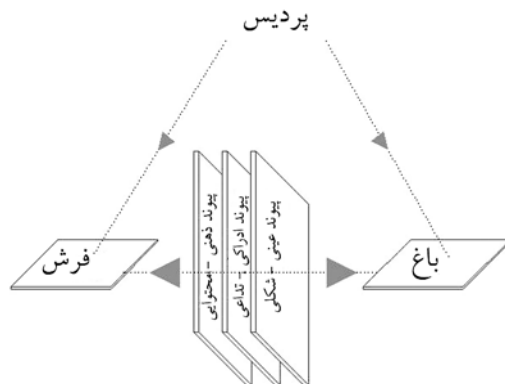 پردیس
باغ
پیوند عینی - شکلی
پیوند ادراکی - تداعی
پیوند ذهنی - محتوایی
فرش